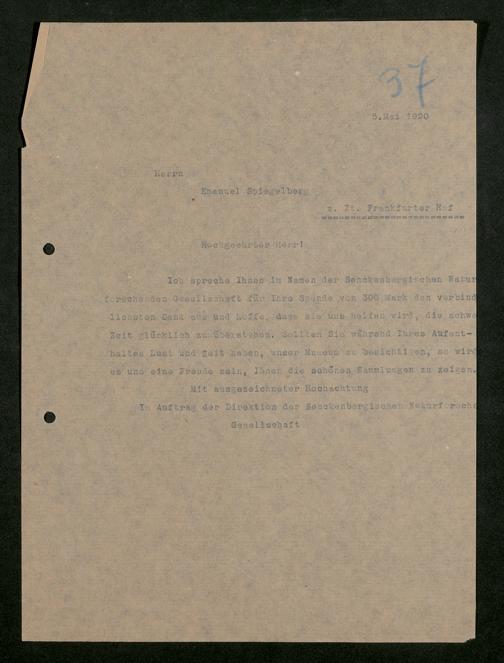 37
5.Mai 1920
Herrn
Emanuel Spiegelberg
z. Zt. Frankfurter Hof
Hochgeehrter Herr!
Ich spreche Ihnen im Namen der Senckenbergischen Natur
forschenden Gesellschaft für Ihre Spende von 300 Mark den verbind
lichsten Dank aus und hoffe, dass sie uns helfen wird, die schwe
Zeit glücklich zu überstehen. Sollten Sie während Ihres Aufent-
haltes Lust und Zeit haben, unser Museum zu besichtigen, so wird
es uns eine Freude sein, Ihnen die schönen Sammlungen zu zeigen.
Mit ausgezeichneter Hochachtung
Im Auftrag der Direktion der Senckenbergischen Naturforsch
Gesellschaft